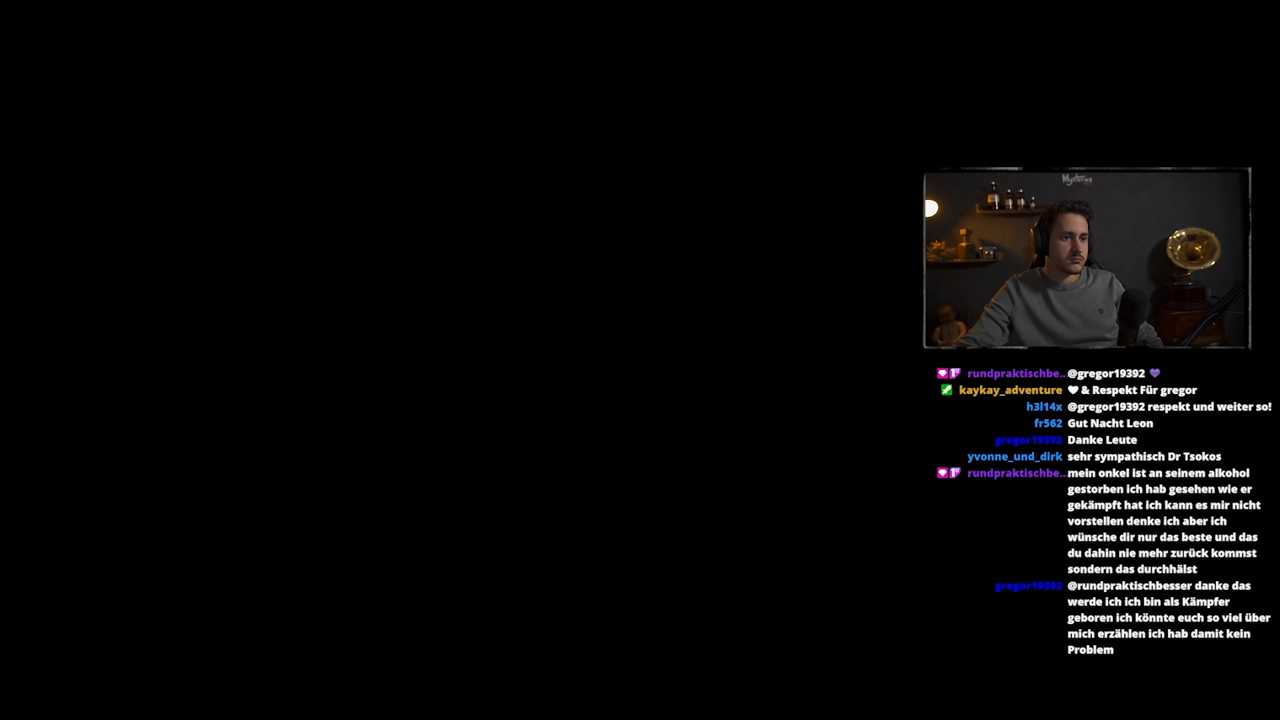 Mysteries
rundpraktischbe... @gregor19392 💜
kaykay_adventure 🤍 & Respekt Für gregor
h3l14x @gregor19392 respekt und weiter so!
fr562 Gut Nacht Leon
gregor19392 Danke Leute
yvonne_und_dirk sehr sympathisch Dr Tsokos
rundpraktischbe... mein onkel ist an seinem alkohol
gestorben ich hab gesehen wie er
gekämpft hat ich kann es mir nicht
vorstellen denke ich aber ich
wünsche dir nur das beste und das
du dahin nie mehr zurück kommst
sondern das durchhälst
gregor19392 @rundpraktischbesser danke das
werde ich ich bin als Kämpfer
geboren ich könnte euch so viel über
mich erzählen ich hab damit kein
Problem